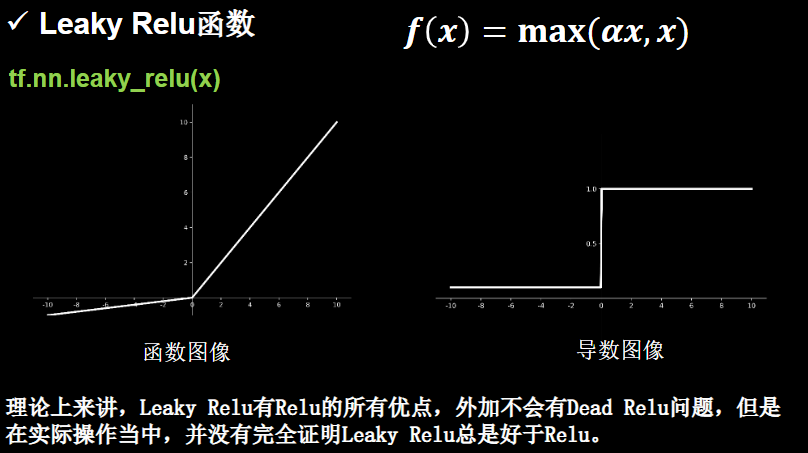 ✓ Leaky Relu函数
f(x) = max(αx, x)
tf.nn.leaky_relu(x)
10
8
6
4
2
-10 -8 -6 -4 -2 0 2 4 6 8 10
1.0
0.5
-10 -8 -6 -4 -2 0 2 4 6 8 10
函数图像
导数图像
理论上来讲，Leaky Relu有Relu的所有优点，外加不会有Dead Relu问题，但是
在实际操作当中，并没有完全证明Leaky Relu总是好于Relu。